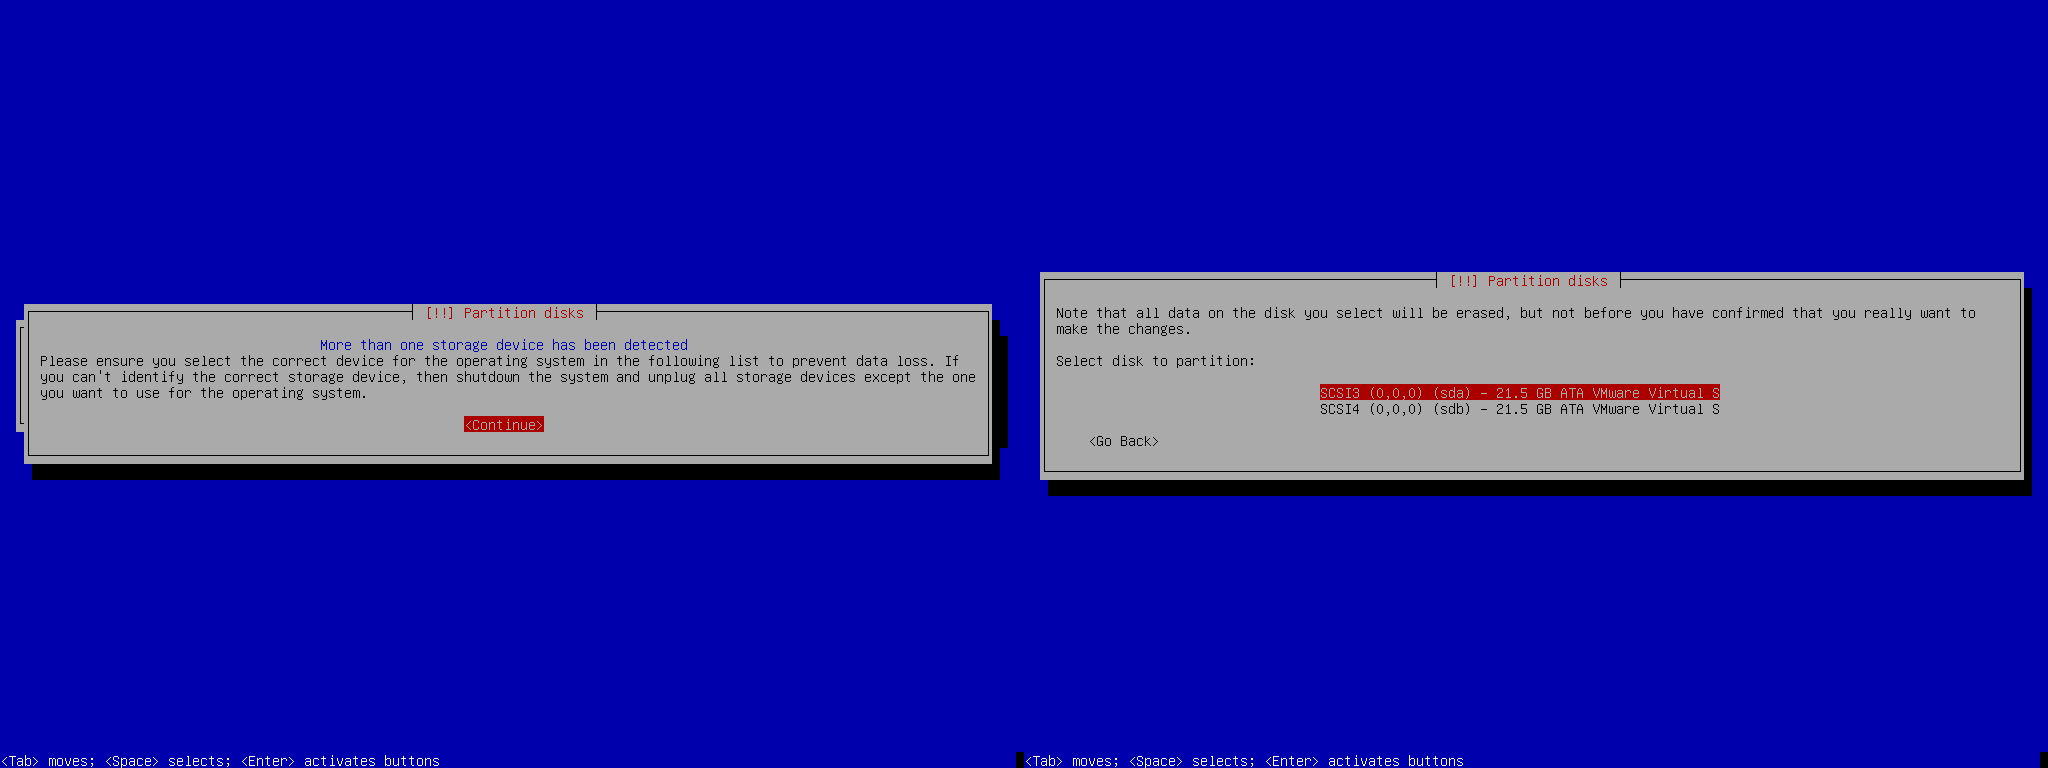 [!!] Partition disks
More than one storage device has been detected
Please ensure you select the correct device for the operating system in the following list to prevent data loss. If
you can't identify the correct storage device, then shutdown the system and unplug all storage devices except the one
you want to use for the operating system.
<Continue>
<Tab> moves; <Space> selects; <Enter> activates buttons
[!!] Partition disks
Note that all data on the disk you select will be erased, but not before you have confirmed that you really want to
make the changes.
Select disk to partition:
SCSI3 (0,0,0) (sda) - 21.5 GB ATA VMware Virtual S
SCSI4 (0,0,0) (sdb) - 21.5 GB ATA VMware Virtual S
<Go Back>
<Tab> moves; <Space> selects; <Enter> activates buttons